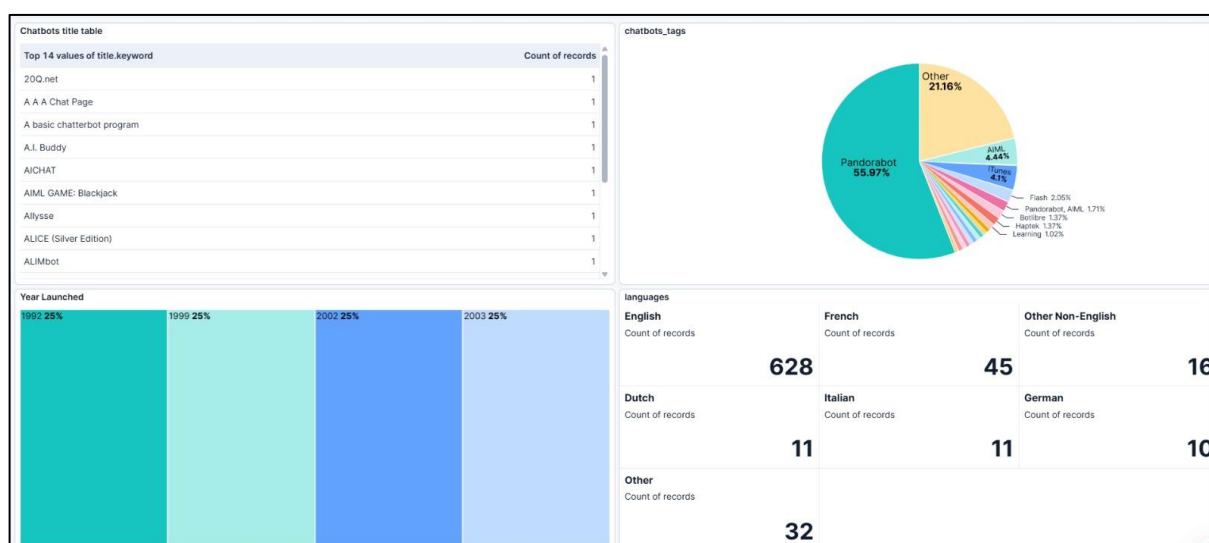 Chatbots title table
Top 14 values of title.keyword Count of records
20Q.net 1
A A A Chat Page 1
A basic chatterbot program 1
A.I. Buddy 1
AICHAT 1
AIML GAME: Blackjack 1
Allysse 1
ALICE (Silver Edition) 1
ALIMbot 1
chatbots_tags
Other
21.16%
AIML
4.44%
iTunes
4.1%
Pandorabot
55.97%
Flash 2.05%
Pandorabot, AIML 1.71%
Botlibre 1.37%
Haptek 1.37%
Learning 1.02%
Year Launched
1992 25% 1999 25% 2002 25% 2003 25%
languages
English French Other Non-English
Count of records Count of records Count of records
628 45 16
Dutch Italian German
Count of records Count of records Count of records
11 11 10
Other
Count of records
32